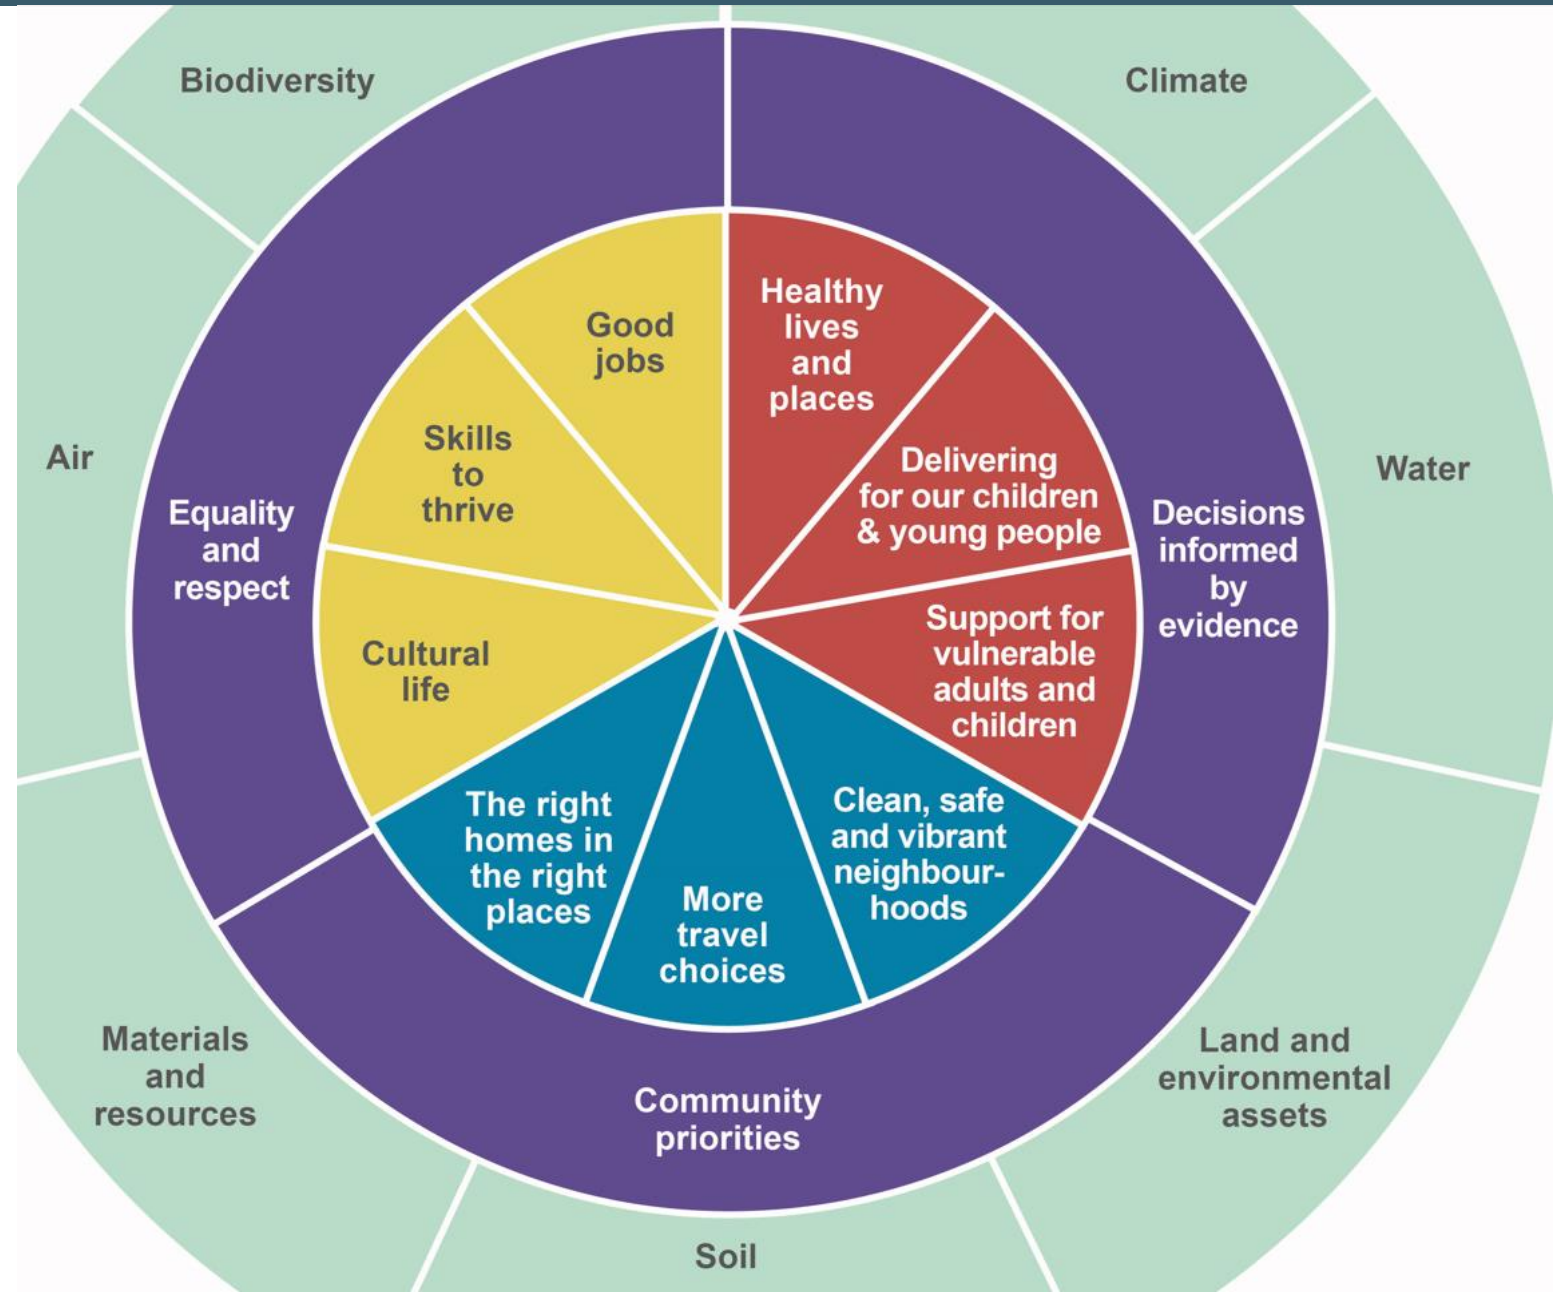 Biodiversity
Climate
Air
Water
Land and
environmental
assets
Soil
Materials
and
resources
Equality
and
respect
Decisions
informed
by
evidence
Community
priorities
Good
jobs
Skills
to
thrive
Cultural
life
Healthy
lives
and
places
Delivering
for our children
& young people
Support for
vulnerable
adults and
children
Clean, safe
and vibrant
neighbour-
hoods
More
travel
choices
The right
homes in
the right
places